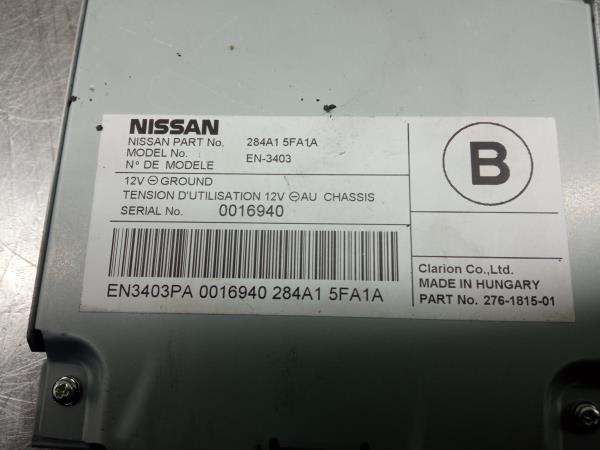 NISSAN
NISSAN PART No. 284A1 5FA1A
MODEL No. EN-3403
N° DE MODELE
12V ⊖ GROUND
TENSION D'UTILISATION 12V ⊖ AU CHASSIS
SERIAL No. 0016940
B
EN3403PA 0016940 284A1 5FA1A
Clarion Co.,Ltd.
MADE IN HUNGARY
PART No. 276-1815-01